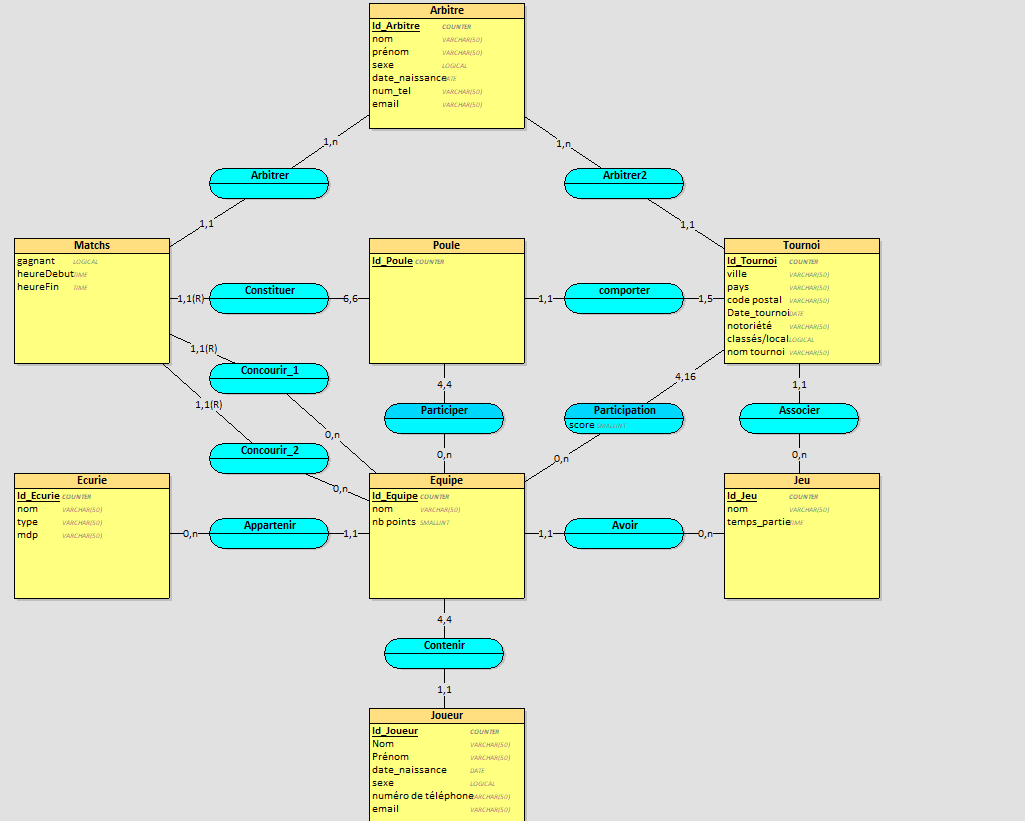 Arbitre
Id_Arbitre COUNTER
nom VARCHAR(50)
prénom VARCHAR(50)
sexe LOGICAL
date_naissance DATE
num_tel VARCHAR(50)
email VARCHAR(50)
1,n
1,n
Arbitrer
Arbitrer2
1,1
1,1
Matchs
gagnant LOGICAL
heureDebut TIME
heureFin TIME
Poule
Id_Poule COUNTER
Tournoi
Id_Tournoi COUNTER
ville VARCHAR(50)
pays VARCHAR(50)
code postal VARCHAR(50)
Date_tournoi DATE
notoriété VARCHAR(50)
classés/local LOGICAL
nom tournoi VARCHAR(50)
1,1(R)
Constituer
6,6
1,1
comporter
1,5
1,1(R)
Concourir_1
0,n
1,1(R)
Concourir_2
0,n
4,4
Participer
0,n
4,16
Participation
score SMALLINT
0,n
1,1
Associer
0,n
Ecurie
Id_Ecurie COUNTER
nom VARCHAR(50)
type VARCHAR(50)
mdp VARCHAR(50)
0,n
Appartenir
1,1
Equipe
Id_Equipe COUNTER
nom VARCHAR(50)
nb points SMALLINT
1,1
Avoir
0,n
Jeu
Id_Jeu COUNTER
nom VARCHAR(50)
temps_partie TIME
4,4
Contenir
1,1
Joueur
Id_Joueur COUNTER
Nom VARCHAR(50)
Prénom VARCHAR(50)
date_naissance DATE
sexe LOGICAL
numéro de téléphone VARCHAR(50)
email VARCHAR(50)